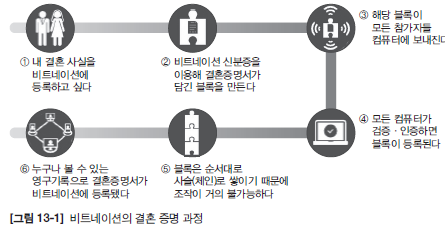 ① 내 결혼 사실을
비트네이션에
등록하고 싶다
② 비트네이션 신분증을
이용해 결혼증명서가
담긴 블록을 만든다
③ 해당 블록이
모든 참가자들
컴퓨터에 보내진다
④ 모든 컴퓨터가
검증·인증하면
블록이 등록된다
⑤ 블록은 순서대로
사슬(체인)로 쌓이기 때문에
조작이 거의 불가능하다
⑥ 누구나 볼 수 있는
영구기록으로 결혼증명서가
비트네이션에 등록됐다
[그림 13-1] 비트네이션의 결혼 증명 과정